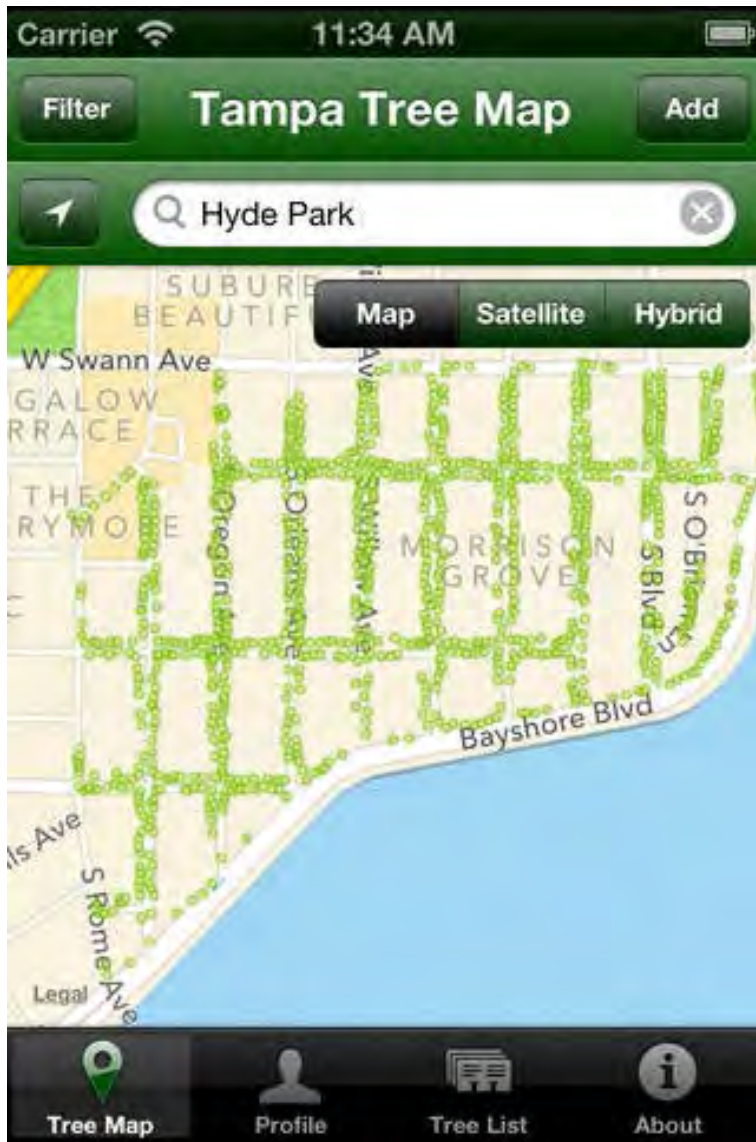 Carrier
11:34 AM
Filter
Tampa Tree Map
Add
Hyde Park
Map
Satellite
Hybrid
SUBURB
BEAUTIF
W Swann Ave
GALOW
RRACE
THE
RYMO E
Ave
S Orleans Ave
Oregon Ave
S Willow Ave
MORRISON
GROVE
S Blvd
S O'Brien Ln
Bayshore Blvd
ls Ave
S Rome Ave
Legal
Tree Map
Profile
Tree List
About